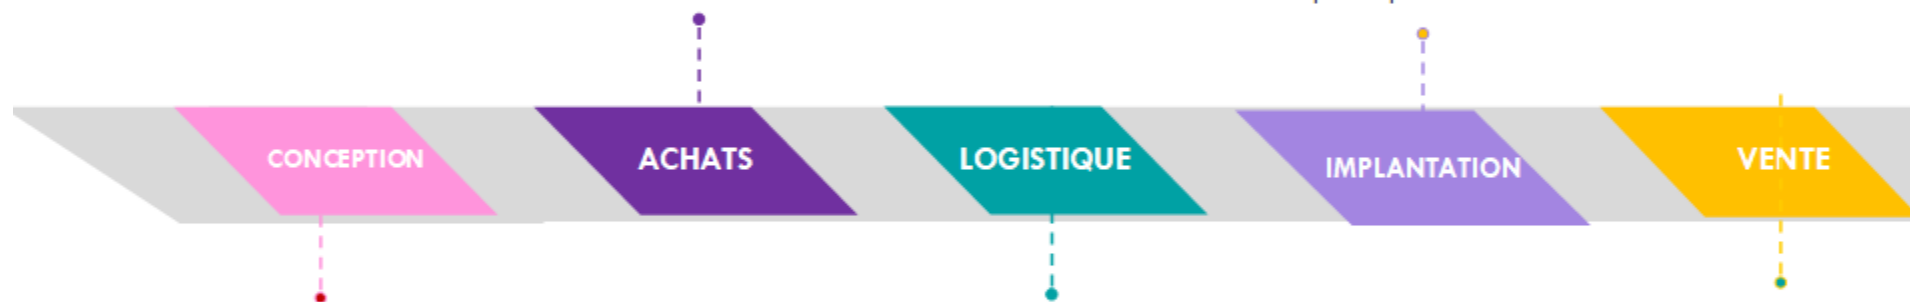 CONCEPTION
ACHATS
LOGISTIQUE
IMPLANTATION
VENTE